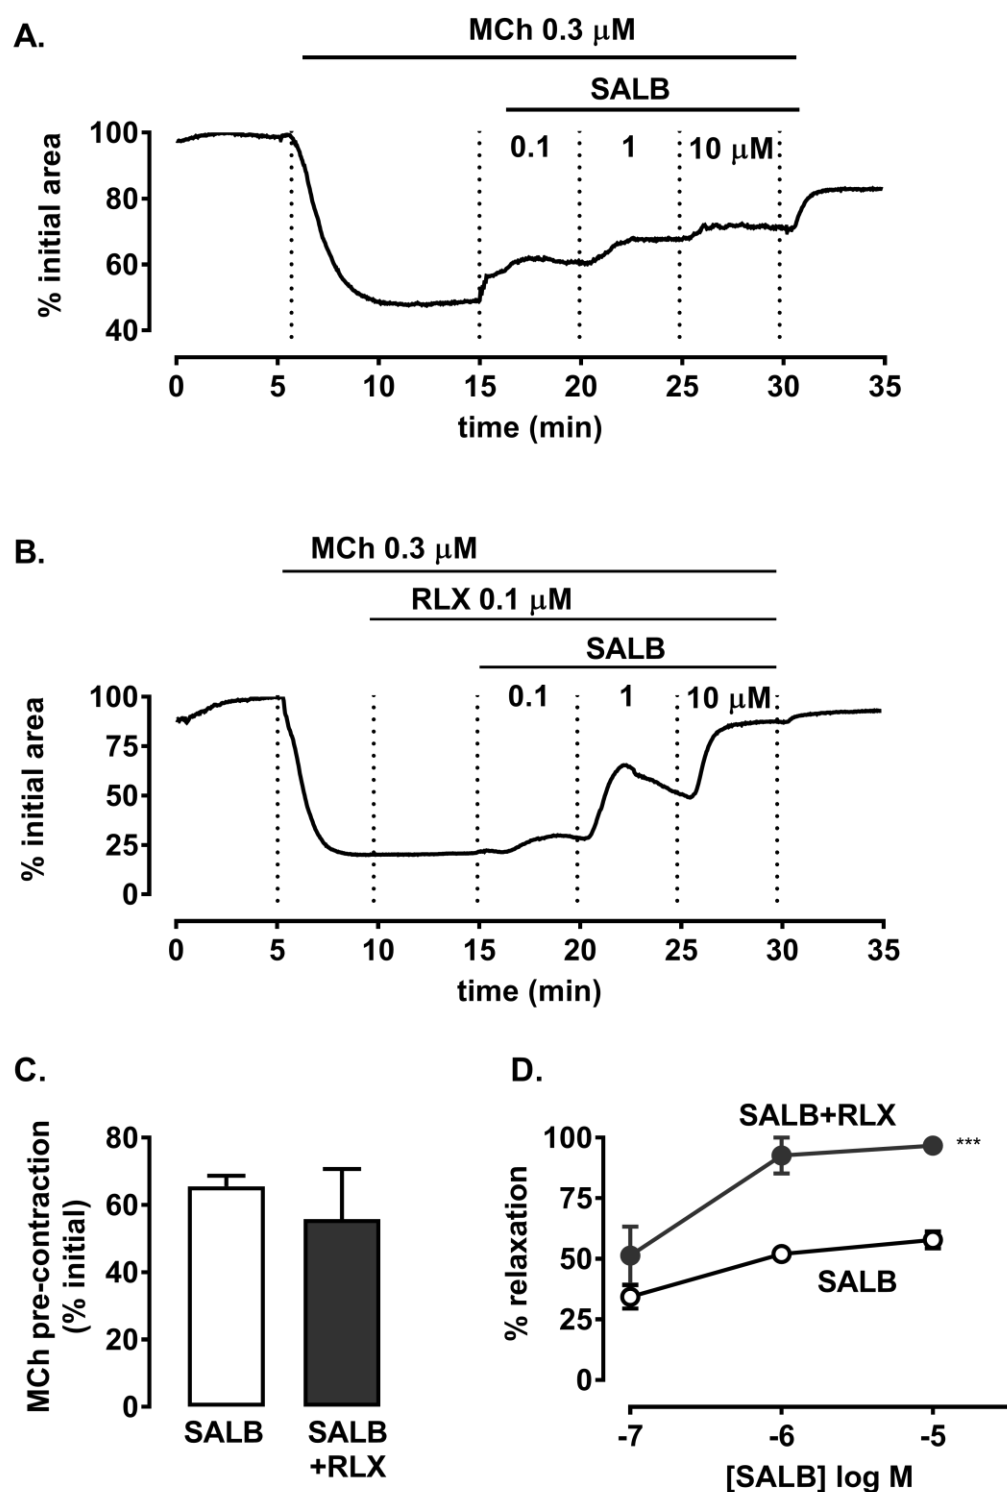 A.
MCh 0.3 μM
SALB
0.1 1 10 μM
% initial area
100
80
60
40
0 5 10 15 20 25 30 35
time (min)
B.
MCh 0.3 μM
RLX 0.1 μM
SALB
0.1 1 10 μM
% initial area
100
75
50
25
0
0 5 10 15 20 25 30 35
time (min)
C.
MCh pre-contraction
(% initial)
80
60
40
20
0
SALB SALB
+RLX
D.
SALB+RLX
% relaxation
100
75
50
25
0
***
SALB
-7 -6 -5
[SALB] log M